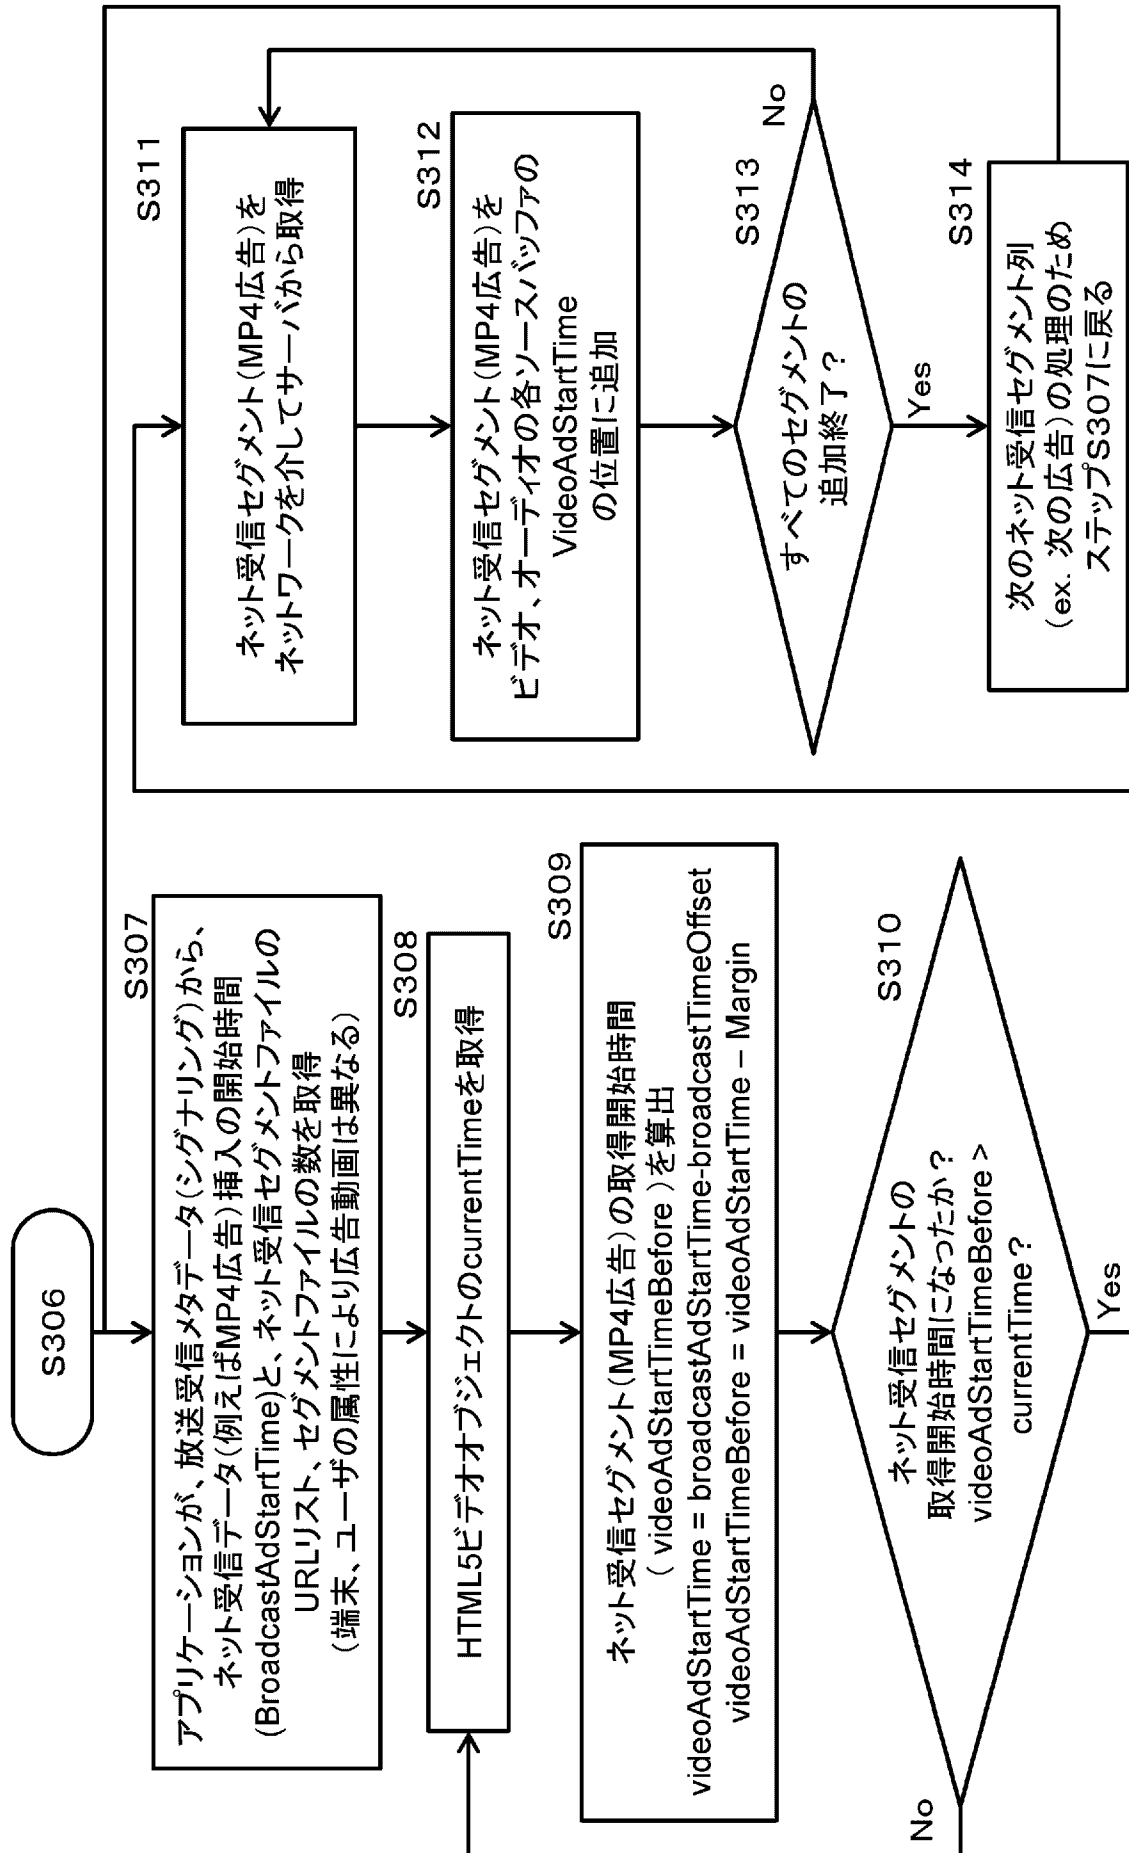 S306
S307
アプリケーションが、放送受信メタデータ(シグナリング)から、
ネット受信データ(例えばMP4広告)挿入の開始時間
(BroadcastAdStartTime)と、ネット受信セグメントファイルの
URLリスト、セグメントファイルの数を取得
(端末、ユーザの属性により広告動画は異なる)
S308
HTML5ビデオオブジェクトのcurrentTimeを取得
S309
ネット受信セグメント(MP4広告)の取得開始時間
( videoAdStartTimeBefore )を算出
videoAdStartTime = broadcastAdStartTime-broadcastTimeOffset
videoAdStartTimeBefore = videoAdStartTime – Margin
S310
ネット受信セグメントの
取得開始時間になったか?
videoAdStartTimeBefore >
currentTime?
No
Yes
S311
ネット受信セグメント(MP4広告)を
ネットワークを介してサーバから取得
S312
ネット受信セグメント(MP4広告)を
ビデオ、オーディオの各ソースバッファの
VideoAdStartTime
の位置に追加
S313
すべてのセグメントの
追加終了?
No
Yes
S314
次のネット受信セグメント列
(ex. 次の広告)の処理のため
ステップS307に戻る